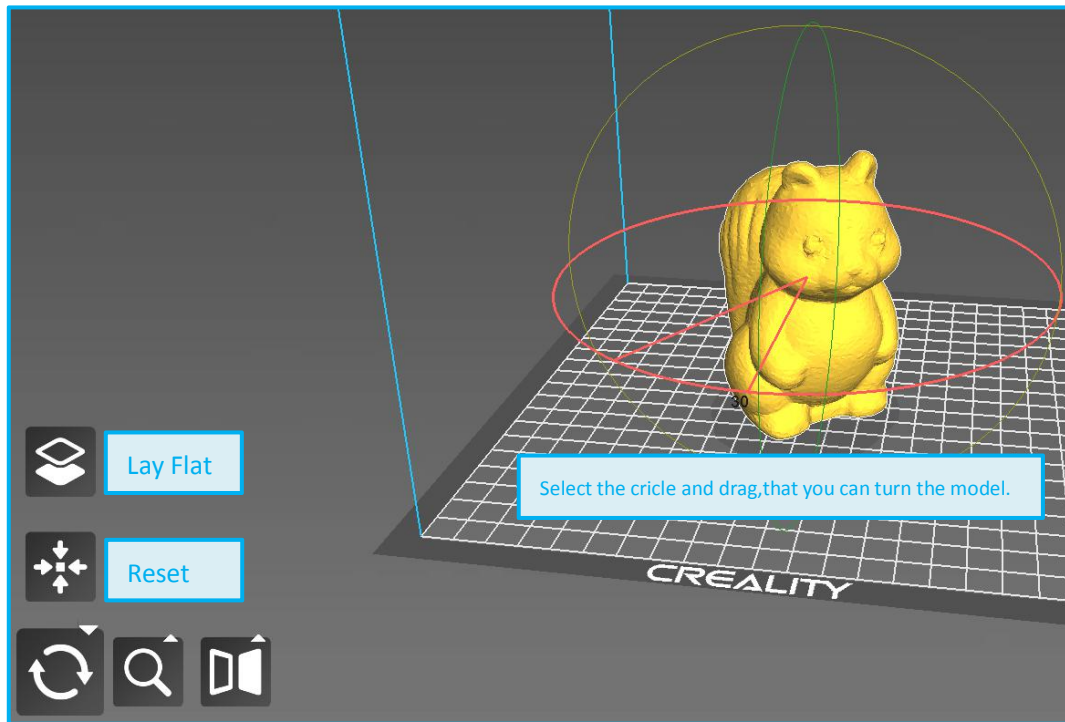 30
Lay Flat
Select the cricle and drag,that you can turn the model.
Reset
CREALITY